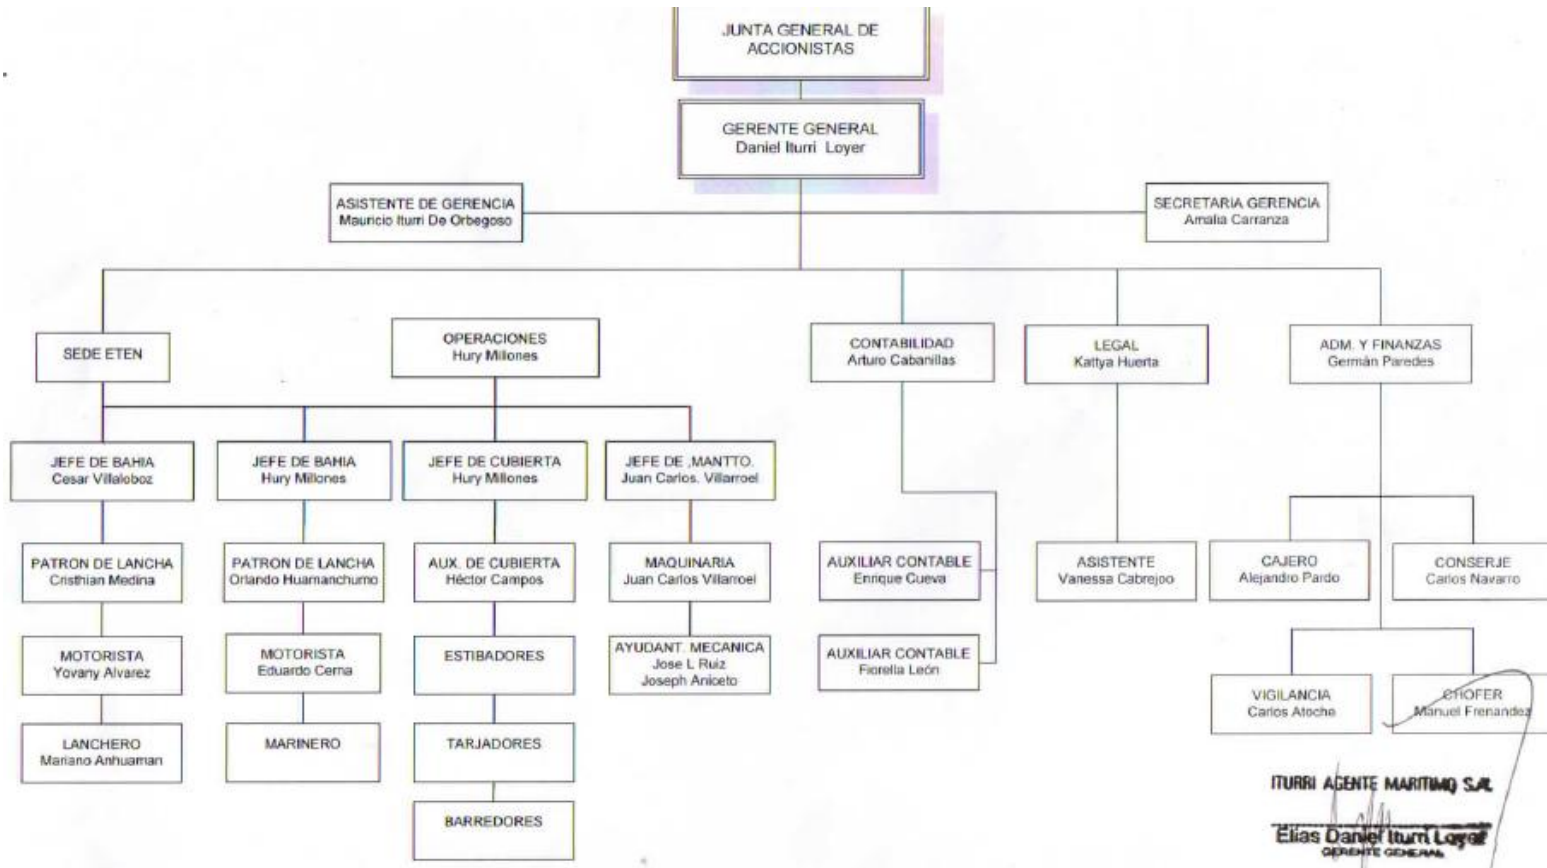 JUNTA GENERAL DE
ACCIONISTAS
GERENTE GENERAL
Daniel Iturri Loyer
ASISTENTE DE GERENCIA
Mauricio Iturri De Orbegoso
SECRETARIA GERENCIA
Amalia Carranza
SEDE ETEN
OPERACIONES
Hury Millones
CONTABILIDAD
Arturo Cabanillas
LEGAL
Kattya Huerta
ADM. Y FINANZAS
Germán Paredes
JEFE DE BAHIA
Cesar Villaloboz
JEFE DE BAHIA
Hury Millones
JEFE DE CUBIERTA
Hury Millones
JEFE DE ,MANTTO.
Juan Carlos. Villarroel
PATRON DE LANCHA
Cristhian Medina
PATRON DE LANCHA
Orlando Huamanchumo
AUX. DE CUBIERTA
Héctor Campos
MAQUINARIA
Juan Carlos Villarroel
AUXILIAR CONTABLE
Enrique Cueva
ASISTENTE
Vanessa Cabrejoo
CAJERO
Alejandro Pardo
CONSERJE
Carlos Navarro
MOTORISTA
Yovany Alvarez
MOTORISTA
Eduardo Cerna
ESTIBADORES
AYUDANT. MECANICA
Jose L Ruiz
Joseph Aniceto
AUXILIAR CONTABLE
Fiorella León
VIGILANCIA
Carlos Atoche
CHOFER
Manuel Frenandez
LANCHERO
Mariano Anhuaman
MARINERO
TARJADORES
BARREDORES
ITURRI AGENTE MARITIMO S.A.
Elias Daniel Iturri Loyer
GERENTE GENERAL